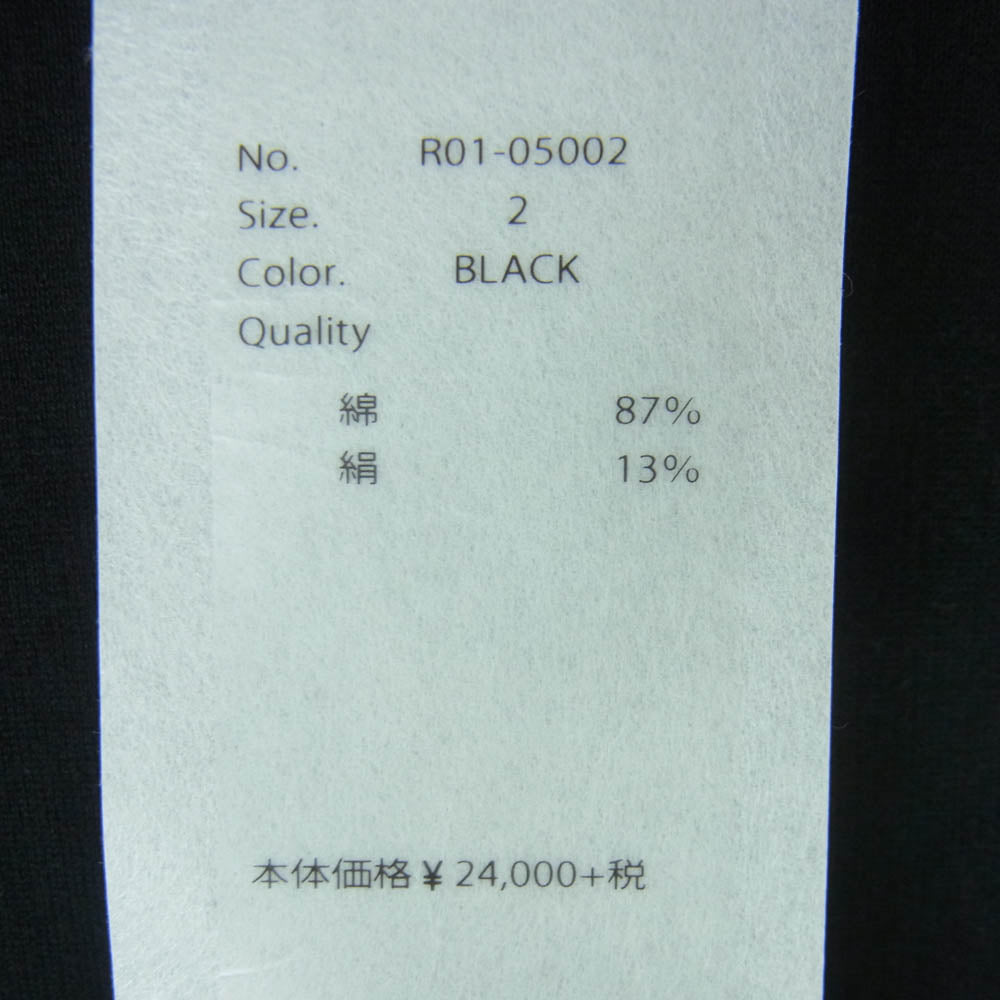 No. R01-05002
Size. 2
Color. BLACK
Quality
綿 87%
絹 13%
本体価格¥ 24,000+税